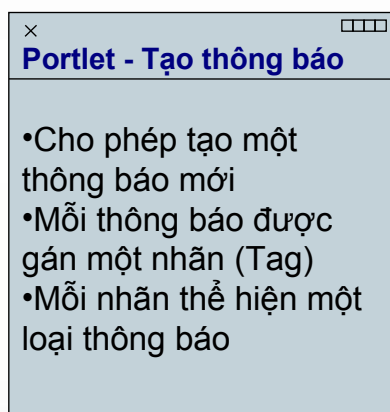 Portlet - Tạo thông báo
•Cho phép tạo một
thông báo mới
•Mỗi thông báo được
gán một nhãn (Tag)
•Mỗi nhãn thể hiện một
loại thông báo